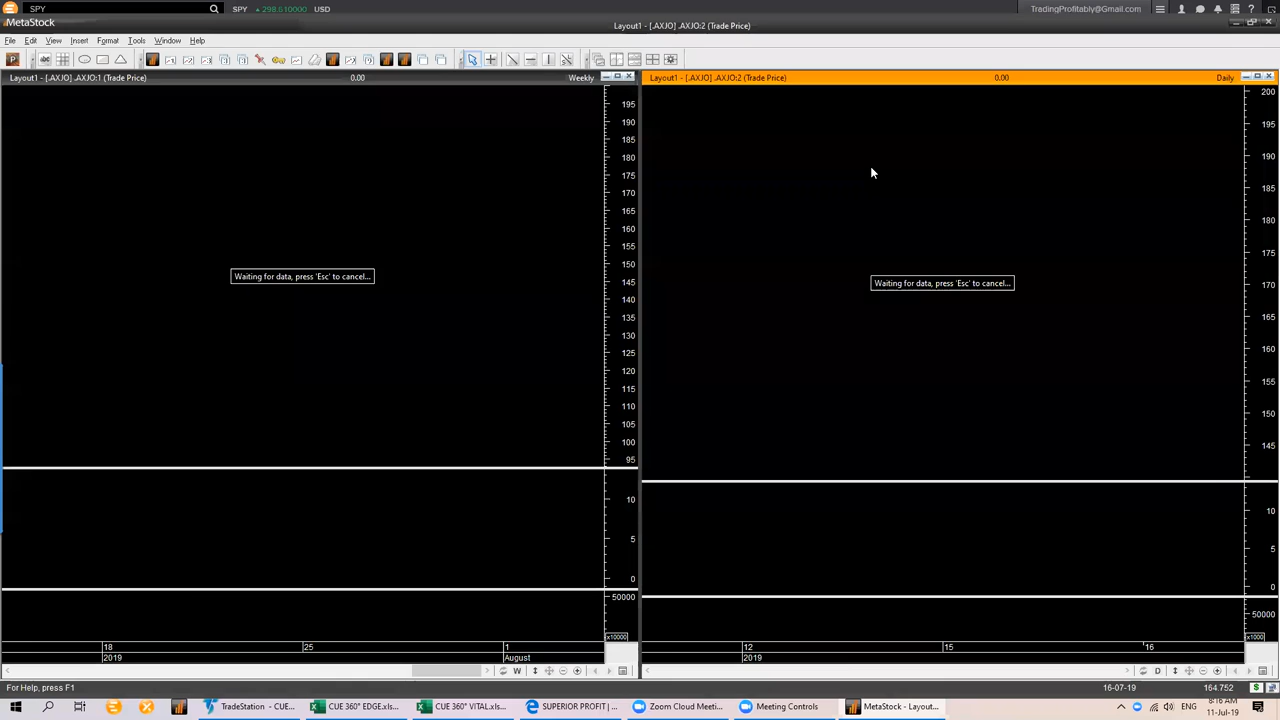 SPY SPY 298.610000 USD TradingProfitably@Gmail.com
MetaStock Layout1 - [.AXJO] .AXJO:2 (Trade Price)
File Edit View Insert Format Tools Window Help
Layout1 - [.AXJO] .AXJO:1 (Trade Price) 0.00 Weekly
195
190
185
180
175
170
165
160
155
150
145
140
135
130
125
120
115
110
105
100
95
Waiting for data, press 'Esc' to cancel...
10
5
0
50000
x10000
18 25 1
2019 August
W
Layout1 - [.AXJO] .AXJO:2 (Trade Price) 0.00 Daily
200
195
190
185
180
175
170
165
160
155
150
145
Waiting for data, press 'Esc' to cancel...
10
5
0
50000
x10000
12 15 16
2019
D
For Help, press F1 16-07-19 164.752
TradeStation - CUE... CUE 360° EDGE.xls... CUE 360° VITAL.xls... SUPERIOR PROFIT | ... Zoom Cloud Meeti... Meeting Controls MetaStock - Layout... ENG 8:16 AM
11-Jul-19